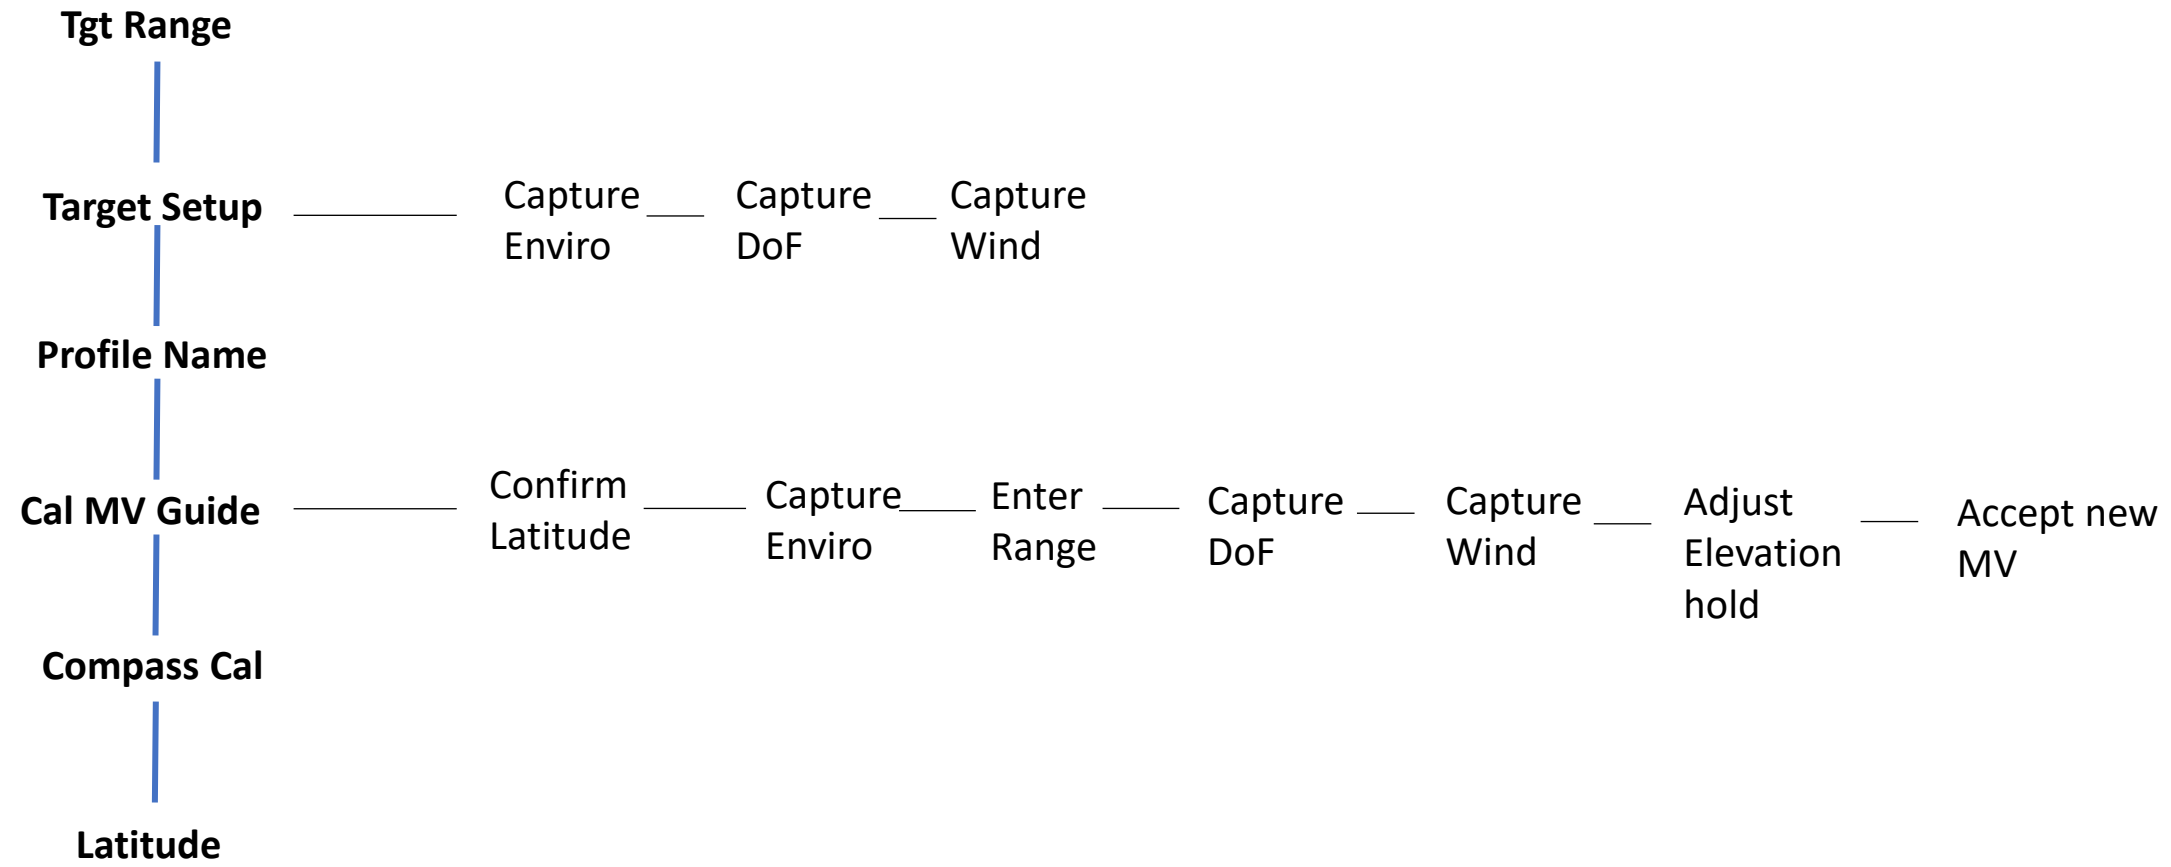 Tgt Range
Target Setup
Capture
Enviro
Capture
DoF
Capture
Wind
Profile Name
Cal MV Guide
Confirm
Latitude
Capture
Enviro
Enter
Range
Capture
DoF
Capture
Wind
Adjust
Elevation
hold
Accept new
MV
Compass Cal
Latitude